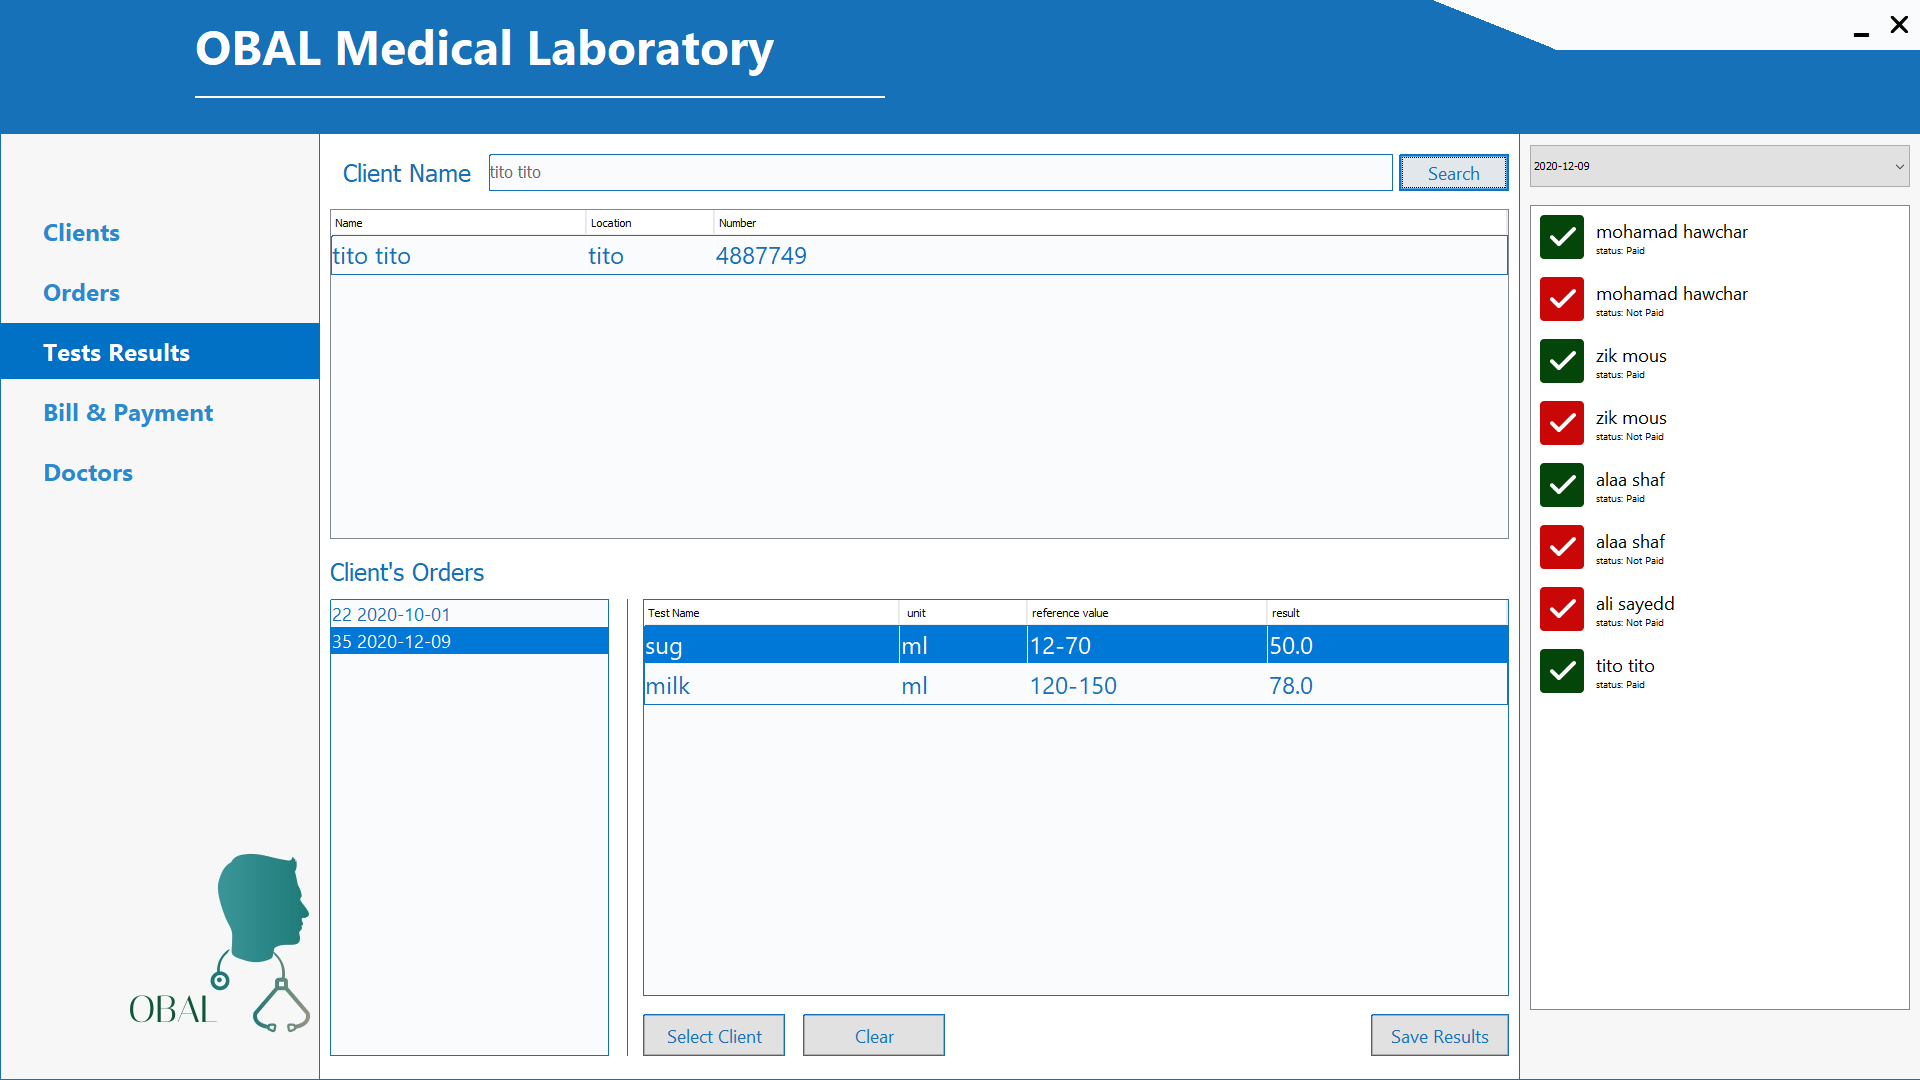 OBAL Medical Laboratory
Clients
Orders
Tests Results
Bill & Payment
Doctors
OBAL
Client Name
tito tito
Search
Name Location Number
tito tito tito 4887749
Client's Orders
22 2020-10-01
35 2020-12-09
Test Name unit reference value result
sug ml 12-70 50.0
milk ml 120-150 78.0
Select Client
Clear
Save Results
2020-12-09
mohamad hawchar
status: Paid
mohamad hawchar
status: Not Paid
zik mous
status: Paid
zik mous
status: Not Paid
alaa shaf
status: Paid
alaa shaf
status: Not Paid
ali sayedd
status: Not Paid
tito tito
status: Paid